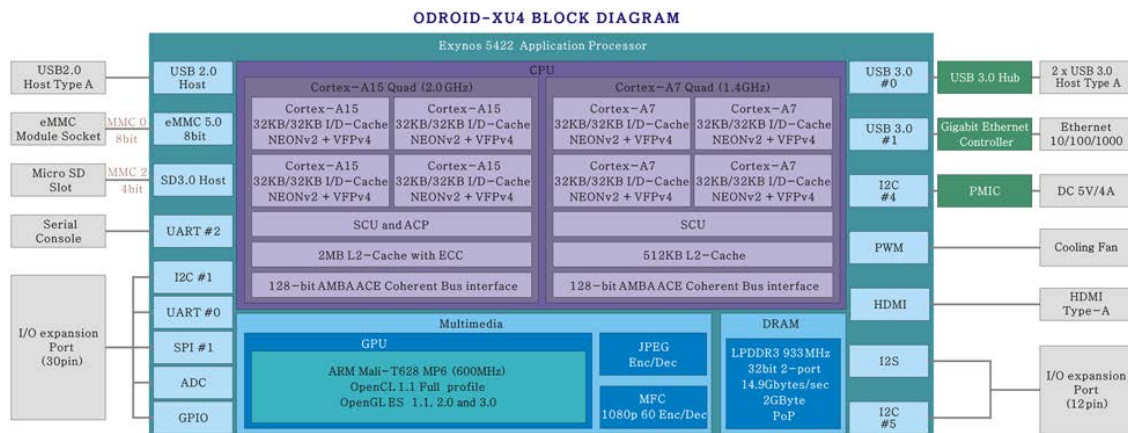 ODROID-XU4 BLOCK DIAGRAM
Exynos 5422 Application Processor
USB2.0
Host Type A
USB 2.0
Host
eMMC
Module Socket
MMC 0
8bit
eMMC 5.0
8bit
Micro SD
Slot
MMC 2
4bit
SD3.0 Host
Serial
Console
UART #2
I/O expansion
Port
(30pin)
I2C #1
UART #0
SPI #1
ADC
GPIO
CPU
Cortex-A15 Quad (2.0GHz)
Cortex-A15
32KB/32KB I/D-Cache
NEONv2 + VFPv4
Cortex-A15
32KB/32KB I/D-Cache
NEONv2 + VFPv4
Cortex-A15
32KB/32KB I/D-Cache
NEONv2 + VFPv4
Cortex-A15
32KB/32KB I/D-Cache
NEONv2 + VFPv4
SCU and ACP
2MB L2-Cache with ECC
128-bit AMBA ACE Coherent Bus interface
Cortex-A7 Quad (1.4GHz)
Cortex-A7
32KB/32KB I/D-Cache
NEONv2 + VFPv4
Cortex-A7
32KB/32KB I/D-Cache
NEONv2 + VFPv4
Cortex-A7
32KB/32KB I/D-Cache
NEONv2 + VFPv4
Cortex-A7
32KB/32KB I/D-Cache
NEONv2 + VFPv4
SCU
512KB L2-Cache
128-bit AMBA ACE Coherent Bus interface
Multimedia
GPU
ARM Mali-T628 MP6 (600MHz)
OpenCL 1.1 Full profile
OpenGL ES 1.1, 2.0 and 3.0
JPEG
Enc/Dec
MFC
1080p 60 Enc/Dec
DRAM
LPDDR3 933MHz
32bit 2-port
14.9Gbytes/sec
2GByte
PoP
USB 3.0
#0
USB 3.0 Hub
2 x USB 3.0
Host Type A
USB 3.0
#1
Gigabit Ethernet
Controller
Ethernet
10/100/1000
I2C
#4
PMIC
DC 5V/4A
PWM
Cooling Fan
HDMI
HDMI
Type-A
I2S
I2C
#5
I/O expansion
Port
(12pin)